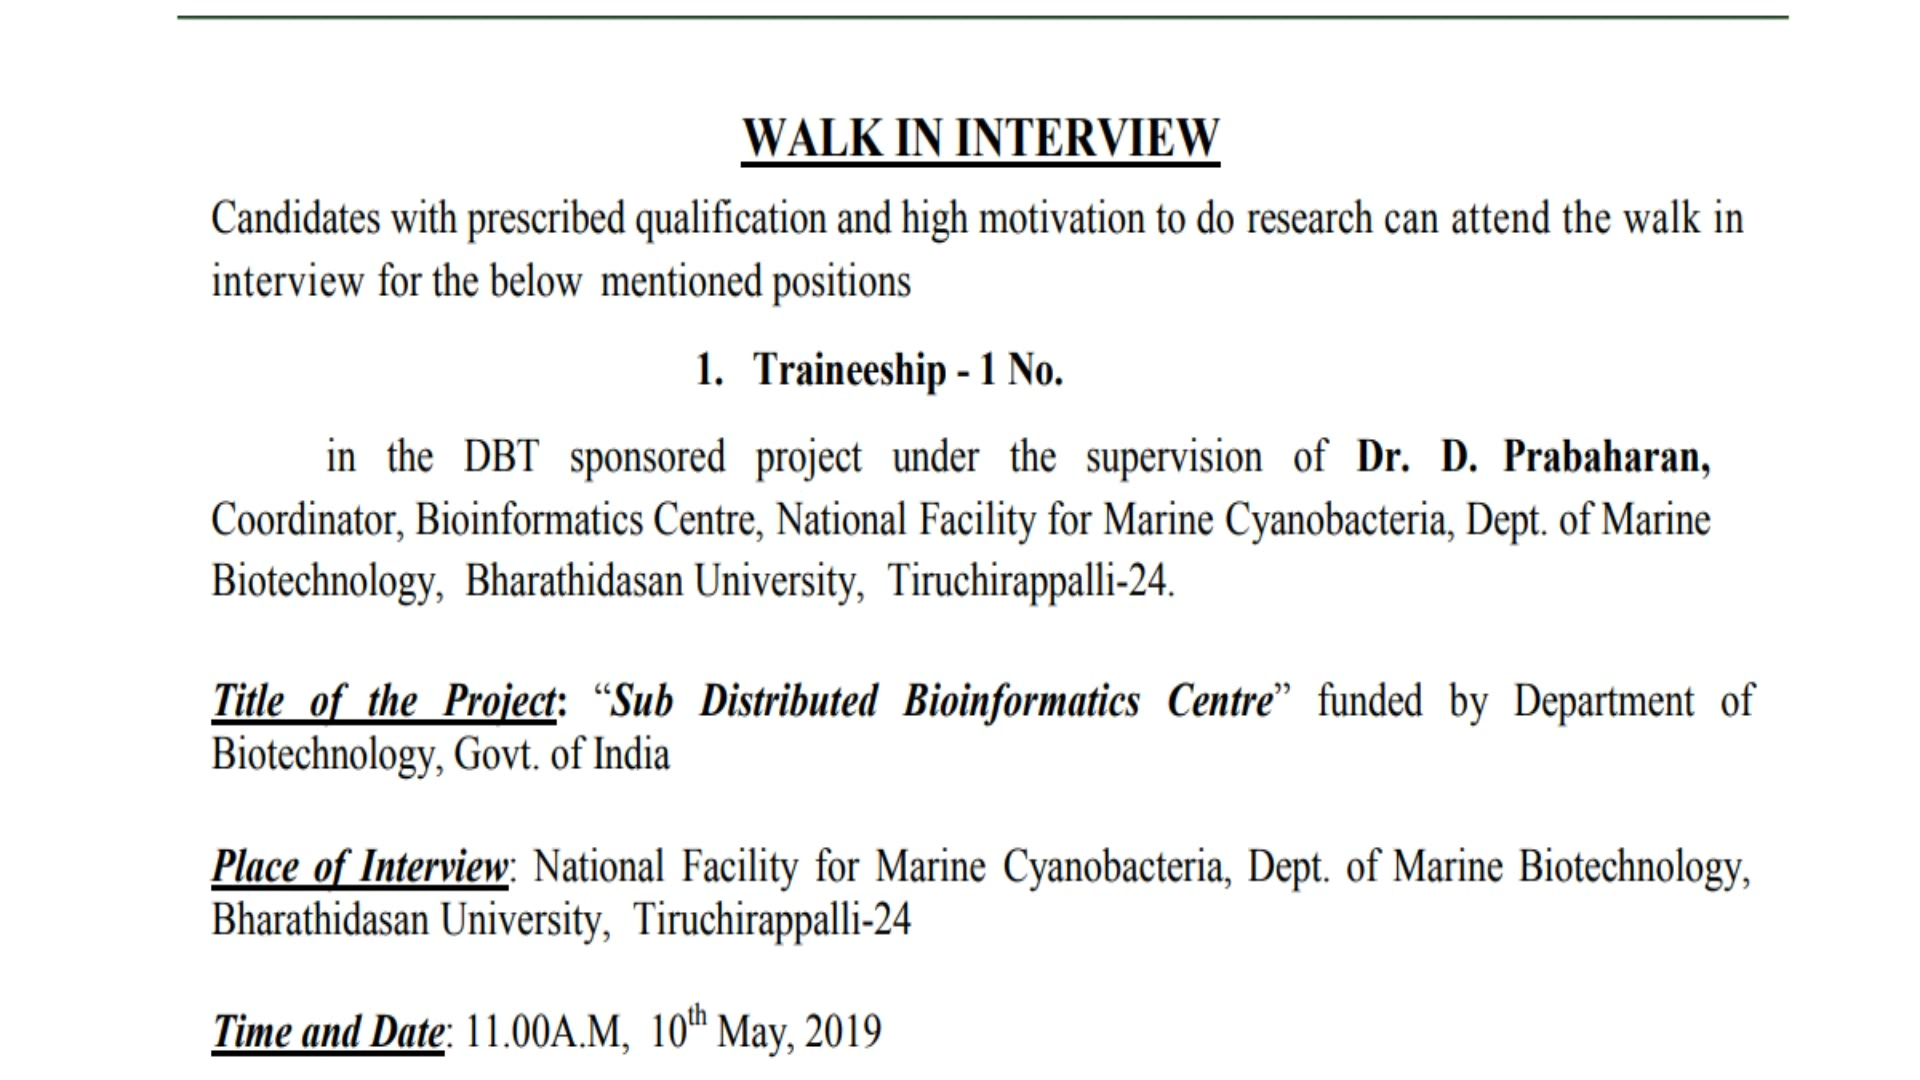 WALK IN INTERVIEW
Candidates with prescribed qualification and high motivation to do research can attend the walk in
interview for the below mentioned positions
1. Traineeship - 1 No.
in the DBT sponsored project under the supervision of Dr. D. Prabaharan,
Coordinator, Bioinformatics Centre, National Facility for Marine Cyanobacteria, Dept. of Marine
Biotechnology, Bharathidasan University, Tiruchirappalli-24.
Title of the Project: “Sub Distributed Bioinformatics Centre” funded by Department of
Biotechnology, Govt. of India
Place of Interview: National Facility for Marine Cyanobacteria, Dept. of Marine Biotechnology,
Bharathidasan University, Tiruchirappalli-24
Time and Date: 11.00A.M, 10th May, 2019